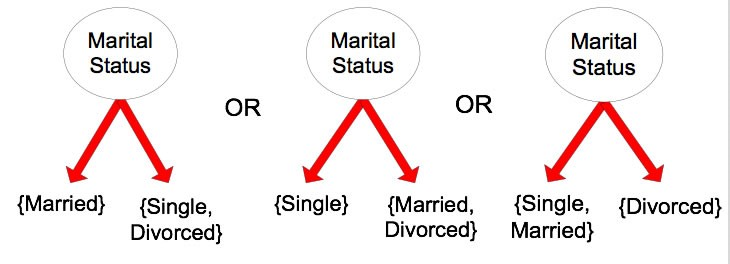 Marital
Status
OR
Marital
Status
OR
Marital
Status
{Married}
{Single,
Divorced}
{Single}
{Married,
Divorced}
{Single,
Married}
{Divorced}